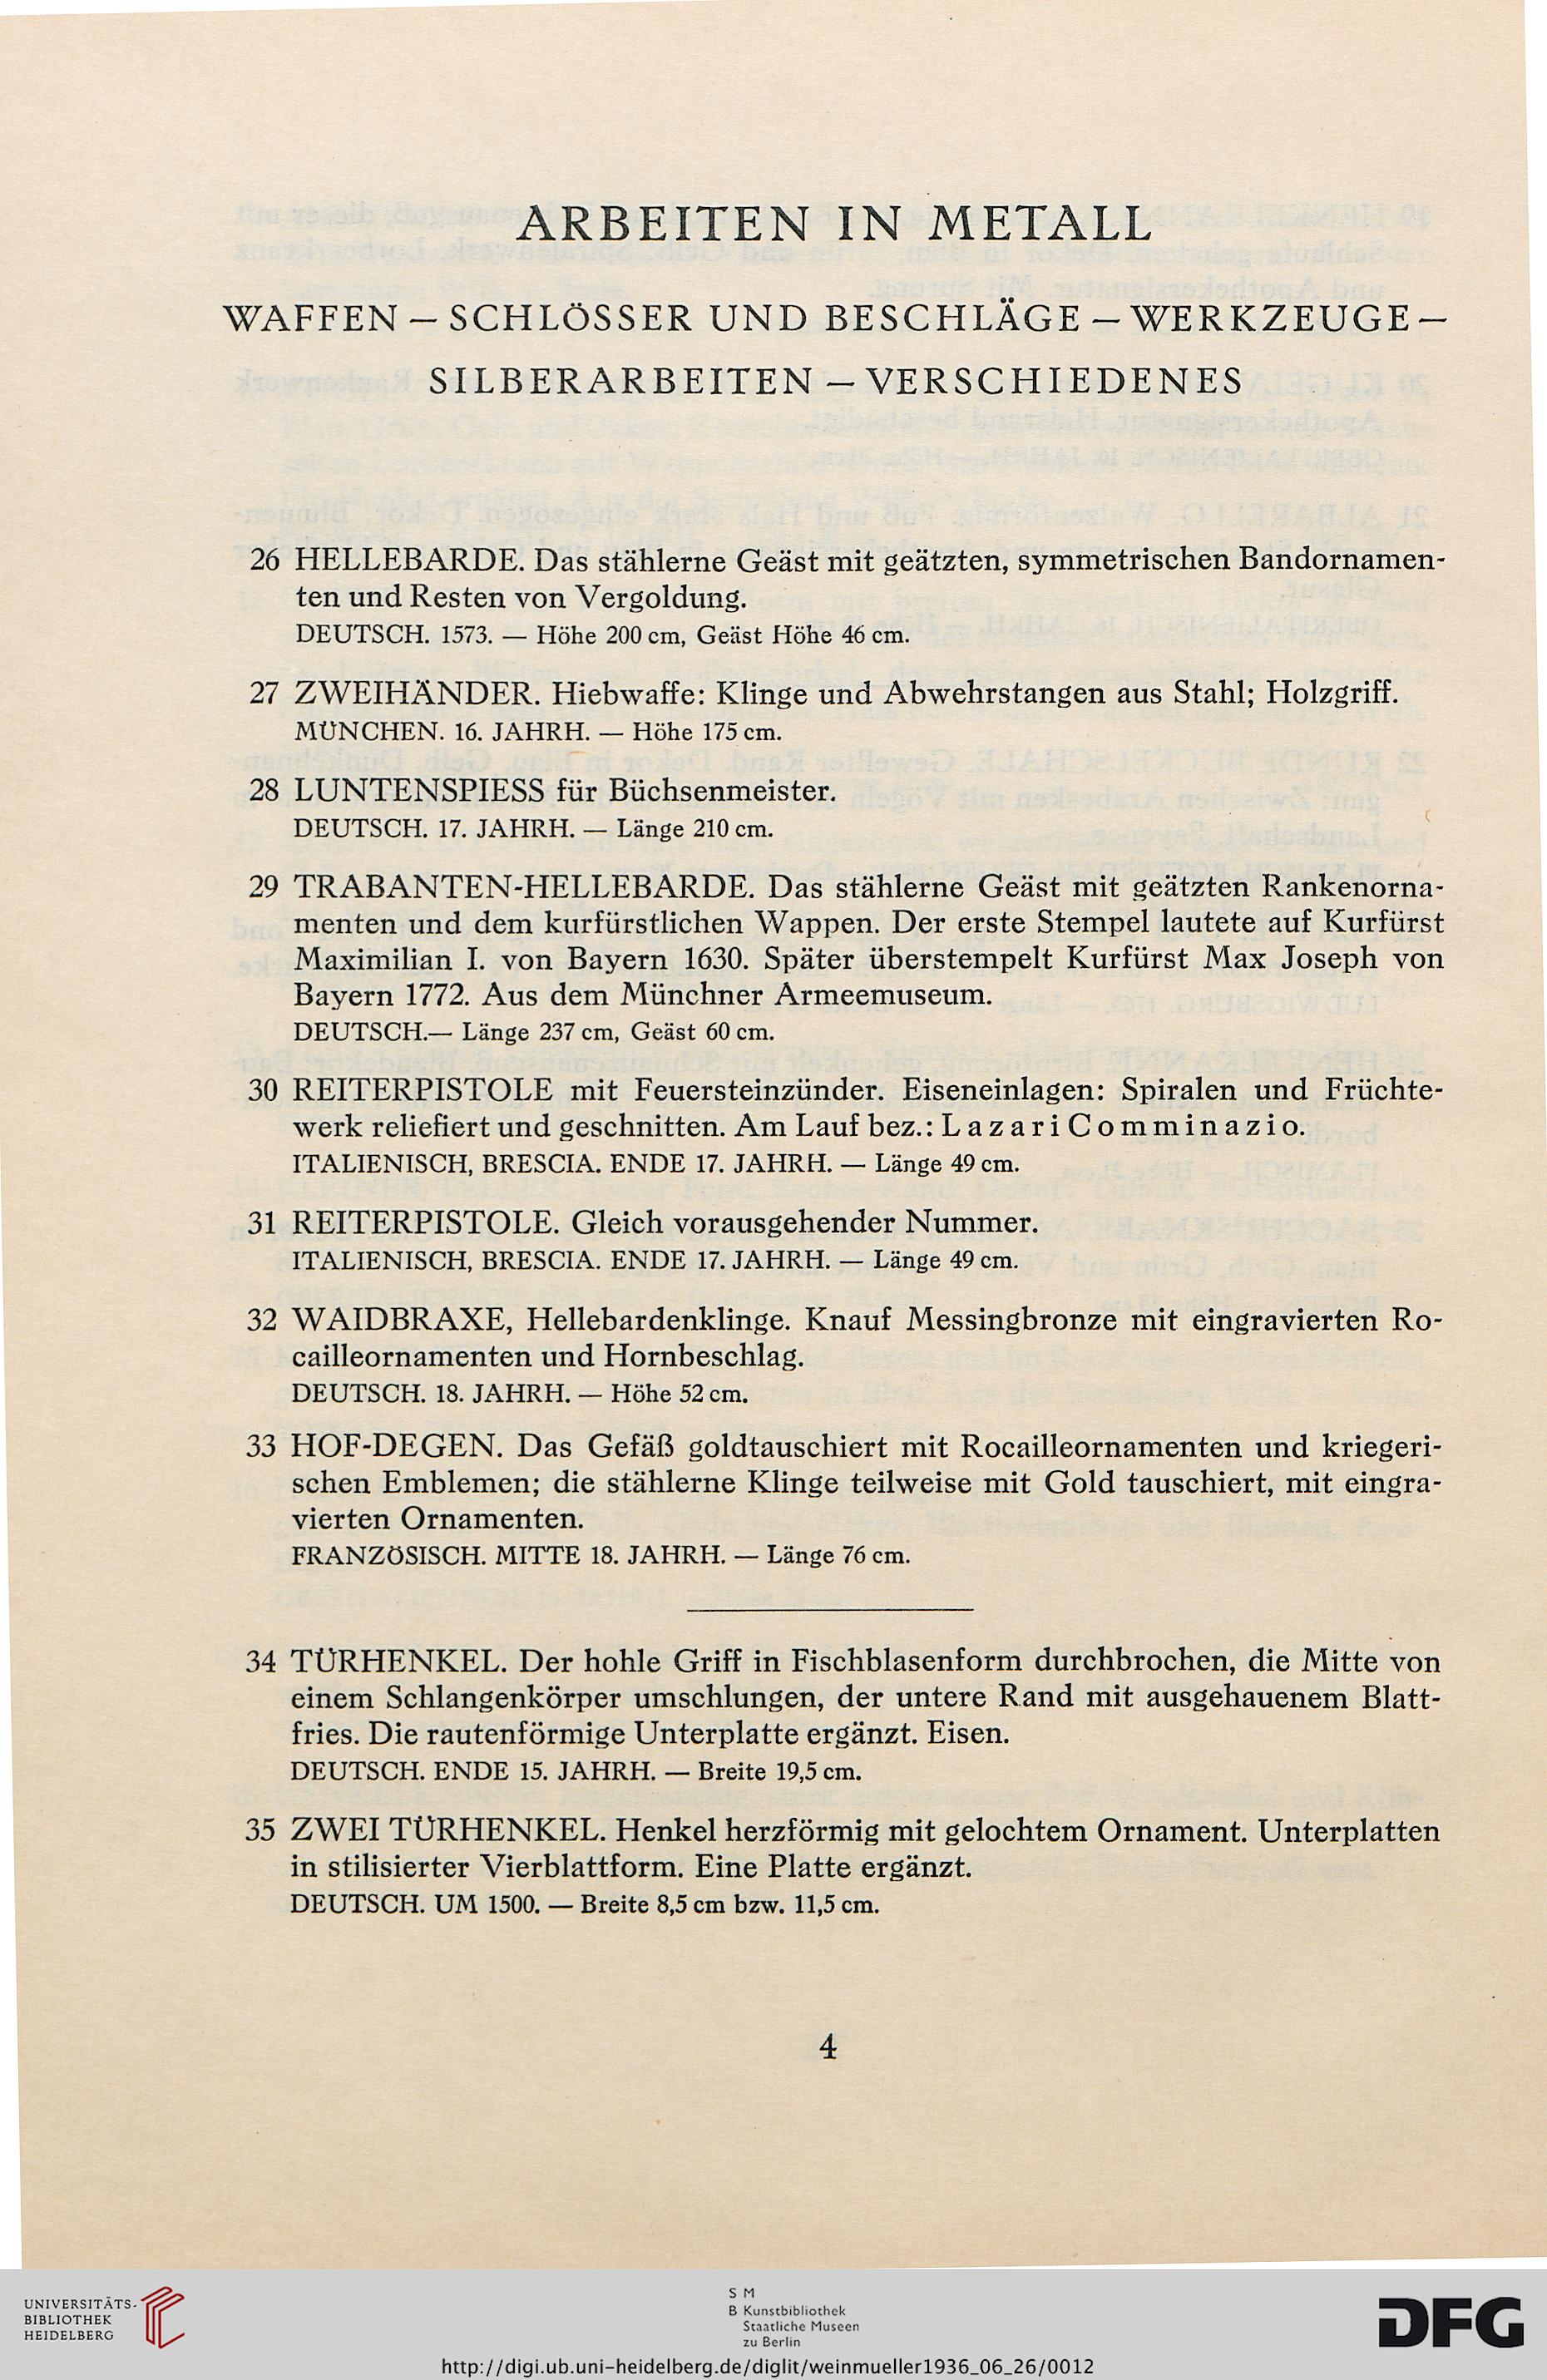 ARBEITEN IN METALL
WAFFEN – SCHLÖSSER UND BESCHLÄGE – WERKZEUGE –
SILBERARBEITEN – VERSCHIEDENES
26 HELLEBARDE. Das stählerne Geäst mit geätzten, symmetrischen Bandornamen-
ten und Resten von Vergoldung.
DEUTSCH. 1573. — Höhe 200 cm, Geäst Höhe 46 cm.
27 ZWEIHÄNDER. Hiebwaffe: Klinge und Abwehrstangen aus Stahl; Holzgriff.
MÜNCHEN. 16. JAHRH. — Höhe 175 cm.
28 LUNTENSPIESS für Büchsenmeister.
DEUTSCH. 17. JAHRH. — Länge 210 cm.
29 TRABANTEN-HELLEBARDE. Das stählerne Geäst mit geätzten Rankenorna-
menten und dem kurfürstlichen Wappen. Der erste Stempel lautete auf Kurfürst
Maximilian I. von Bayern 1630. Später überstempelt Kurfürst Max Joseph von
Bayern 1772. Aus dem Münchner Armeemuseum.
DEUTSCH.— Länge 237 cm, Geäst 60 cm.
30 REITERPISTOLE mit Feuersteinzünder. Eiseneinlagen: Spiralen und Früchte-
werk reliefiert und geschnitten. Am Lauf bez.: Lazari Comminazio.
ITALIENISCH, BRESCIA. ENDE 17. JAHRH. — Länge 49 cm.
31 REITERPISTOLE. Gleich vorausgehender Nummer.
ITALIENISCH, BRESCIA. ENDE 17. JAHRH. — Länge 49 cm.
32 WAIDBRAXE, Hellebardenklinge. Knauf Messingbronze mit eingravierten Ro-
cailleornamenten und Hornbeschlag.
DEUTSCH. 18. JAHRH. — Höhe 52 cm.
33 HOF-DEGEN. Das Gefäß goldtauschiert mit Rocailleornamenten und kriegeri-
schen Emblemen; die stählerne Klinge teilweise mit Gold tauschiert, mit eingra-
vierten Ornamenten.
FRANZÖSISCH. MITTE 18. JAHRH. — Länge 76 cm.
34 TÜRHENKEL. Der hohle Griff in Fischblasenform durchbrochen, die Mitte von
einem Schlangenkörper umschlungen, der untere Rand mit ausgehauenem Blatt-
fries. Die rautenförmige Unterplatte ergänzt. Eisen.
DEUTSCH. ENDE 15. JAHRH. — Breite 19,5 cm.
35 ZWEI TÜRHENKEL. Henkel herzförmig mit gelochtem Ornament. Unterplatten
in stilisierter Vierblattform. Eine Platte ergänzt.
DEUTSCH. UM 1500. — Breite 8,5 cm bzw. 11,5 cm.
4
UNIVERSITÄTS-
BIBLIOTHEK
HEIDELBERG
S M
B Kunstbibliothek
Staatliche Museen
zu Berlin
DFG
http://digi.ub.uni-heidelberg.de/diglit/weinmueller1936_06_26/0012